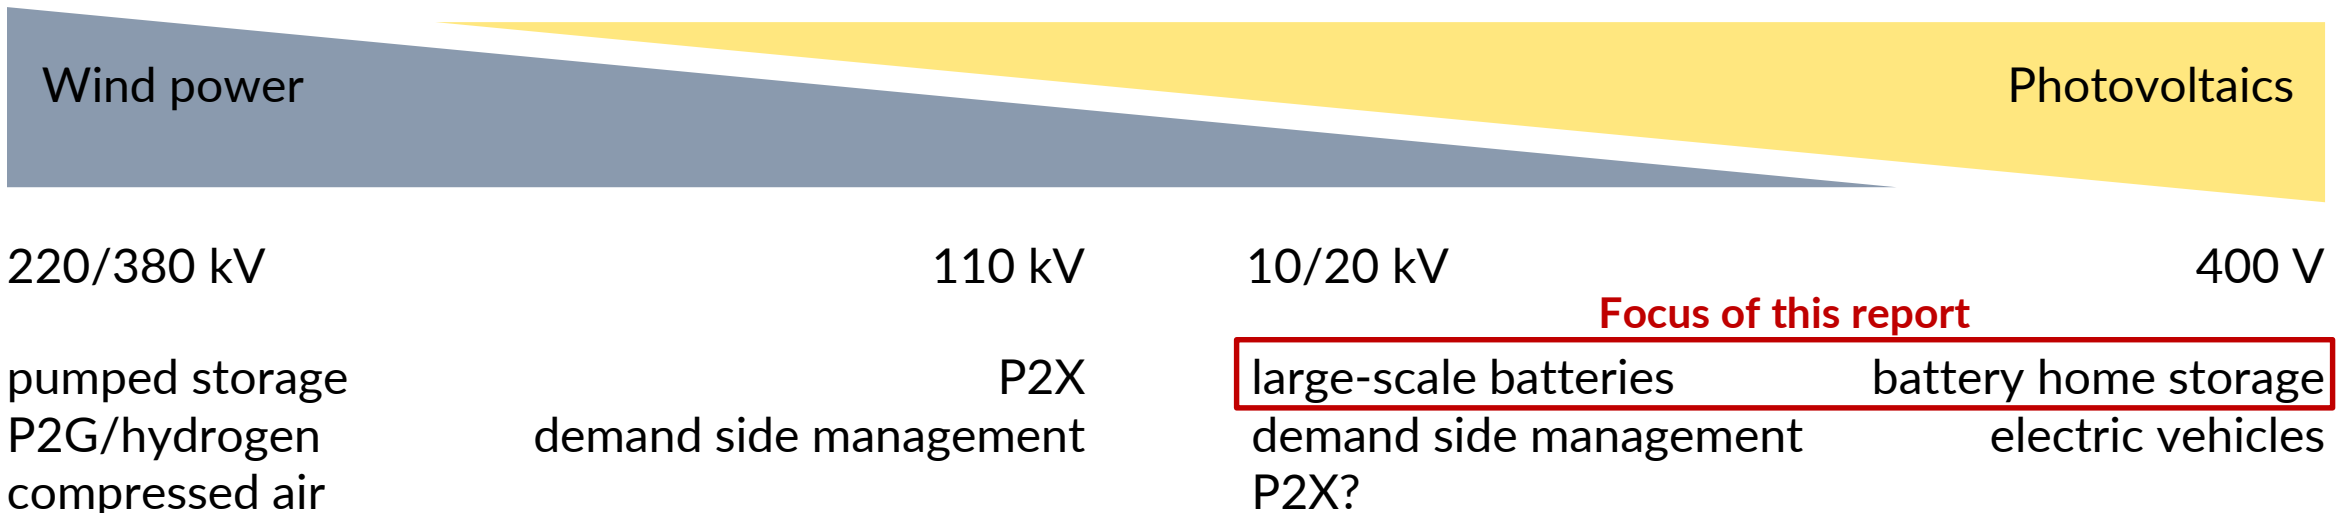 Wind power Photovoltaics
220/380 kV 110 kV 10/20 kV 400 V
Focus of this report
pumped storage P2X large-scale batteries battery home storage
P2G/hydrogen demand side management demand side management electric vehicles
compressed air P2X?